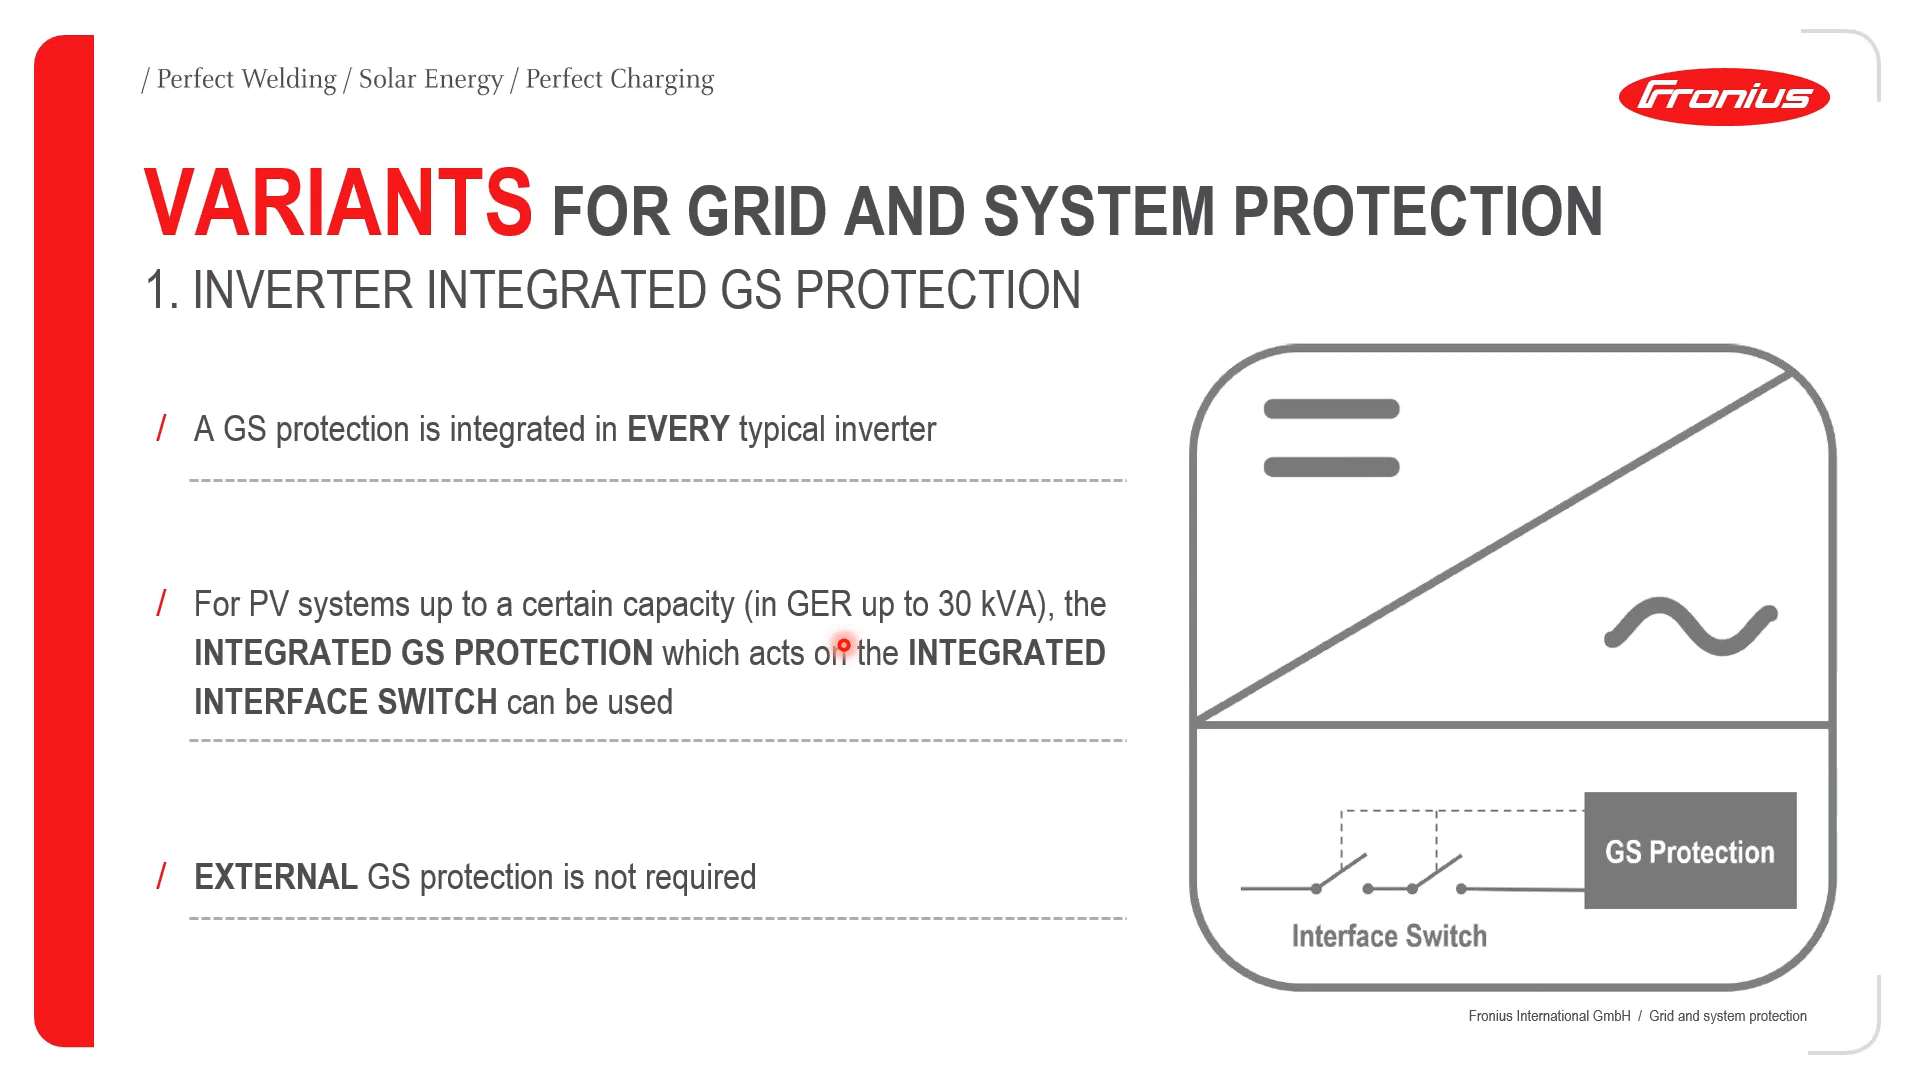 / Perfect Welding / Solar Energy / Perfect Charging
Fronius
VARIANTS FOR GRID AND SYSTEM PROTECTION
1. INVERTER INTEGRATED GS PROTECTION
/ A GS protection is integrated in EVERY typical inverter
/ For PV systems up to a certain capacity (in GER up to 30 kVA), the
INTEGRATED GS PROTECTION which acts on the INTEGRATED
INTERFACE SWITCH can be used
/ EXTERNAL GS protection is not required
GS Protection
Interface Switch
Fronius International GmbH / Grid and system protection